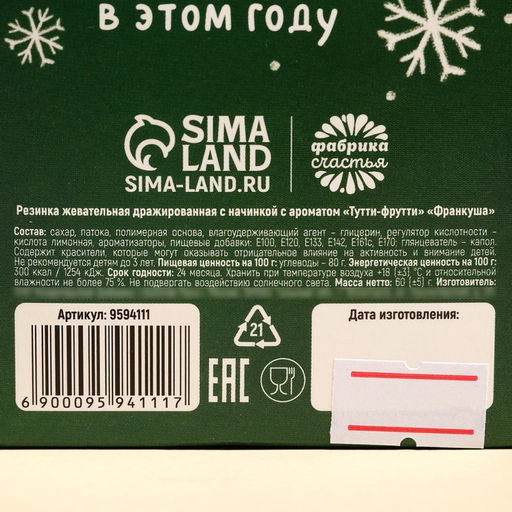 в этом году
SIMA
LAND
SIMA-LAND.RU
фабрика
счастья
Резинка жевательная дражированная с начинкой с ароматом «Тутти-фрутти» «Франкуша»
Состав: сахар, патока, полимерная основа, влагоудерживающий агент – глицерин, регулятор кислотности -
кислота лимонная, ароматизаторы, пищевые добавки: E100, E120, E133, E142, E161c, E170; глянцеватель – капол.
Содержит красители, которые могут оказывать отрицательное влияние на активность и внимание детей.
Не рекомендуется детям до 3 лет. Пищевая ценность на 100 г: углеводы – 80 г. Энергетическая ценность на 100 г:
300 ккал / 1254 кДж. Срок годности: 24 месяца. Хранить при температуре воздуха +18 (±3) °С и относительной
влажности не более 75 %. Не подвергать воздействию солнечного света. Масса нетто: 60 (±5) г. Изготовитель:
Артикул: 9594111
6 900095 941117
21
EAC
Дата изготовления: